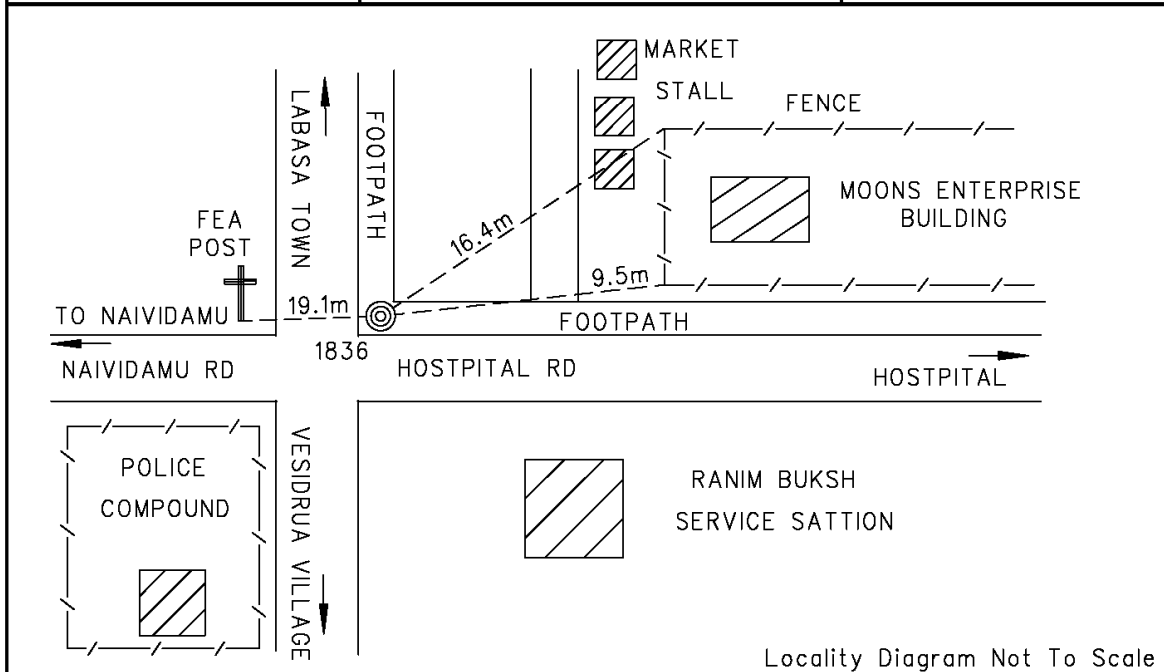 MARKET
STALL
FENCE
LABASA TOWN
FOOTPATH
MOONS ENTERPRISE
BUILDING
FEA
POST
16.4m
9.5m
19.1m
TO NAIVIDAMU
FOOTPATH
1836
NAIVIDAMU RD
HOSTPITAL RD
HOSTPITAL
POLICE
COMPOUND
VESIDRUA VILLAGE
RANIM BUKSH
SERVICE SATTION
Locality Diagram Not To Scale